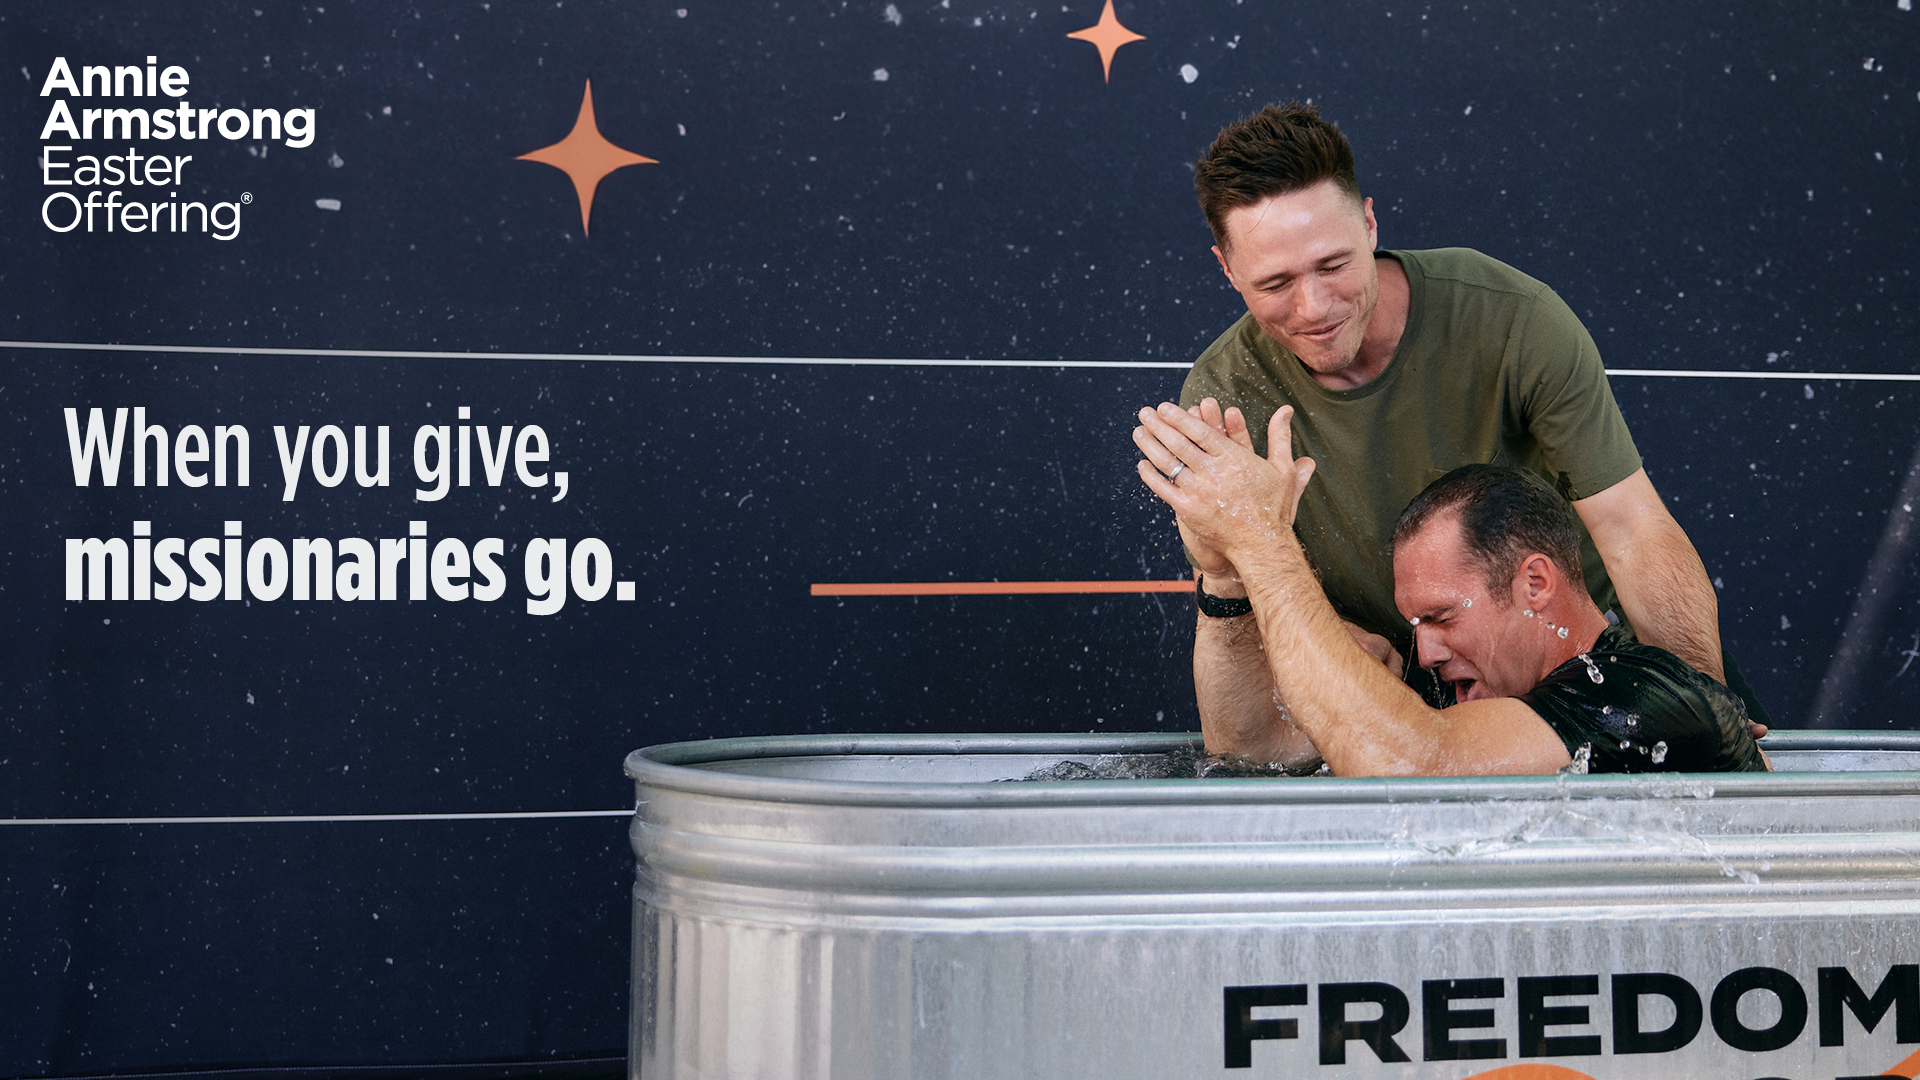 Annie
Armstrong
Easter
Offering®
When you give,
missionaries go.
FREEDOM